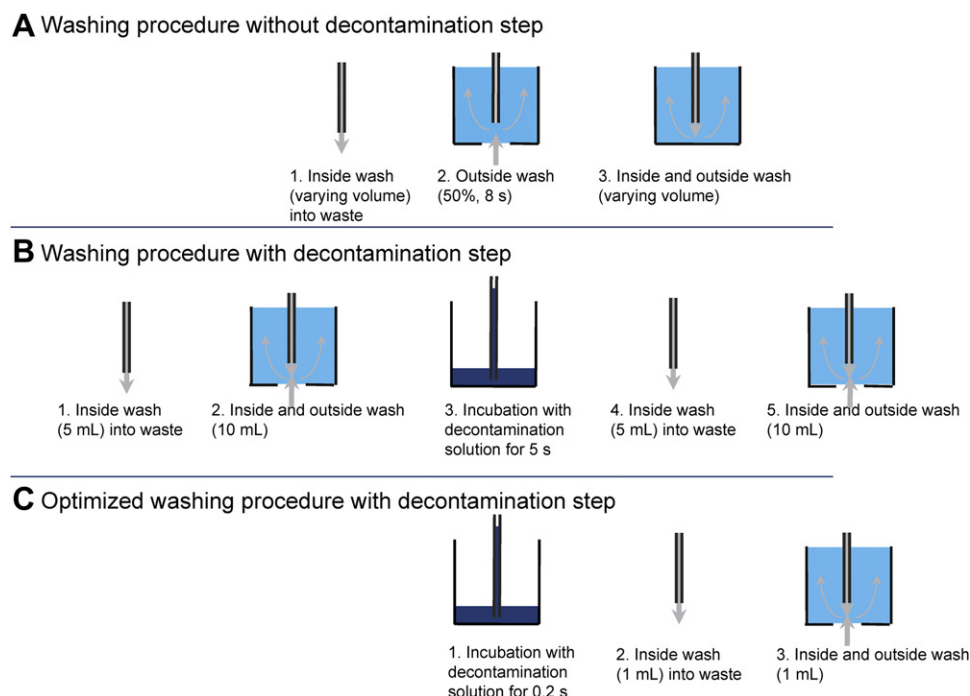 A Washing procedure without decontamination step
1. Inside wash
(varying volume)
into waste
2. Outside wash
(50%, 8 s)
3. Inside and outside wash
(varying volume)
B Washing procedure with decontamination step
1. Inside wash
(5 mL) into waste
2. Inside and outside wash
(10 mL)
3. Incubation with
decontamination
solution for 5 s
4. Inside wash
(5 mL) into waste
5. Inside and outside wash
(10 mL)
C Optimized washing procedure with decontamination step
1. Incubation with
decontamination
solution for 0.2 s
2. Inside wash
(1 mL) into waste
3. Inside and outside wash
(1 mL)